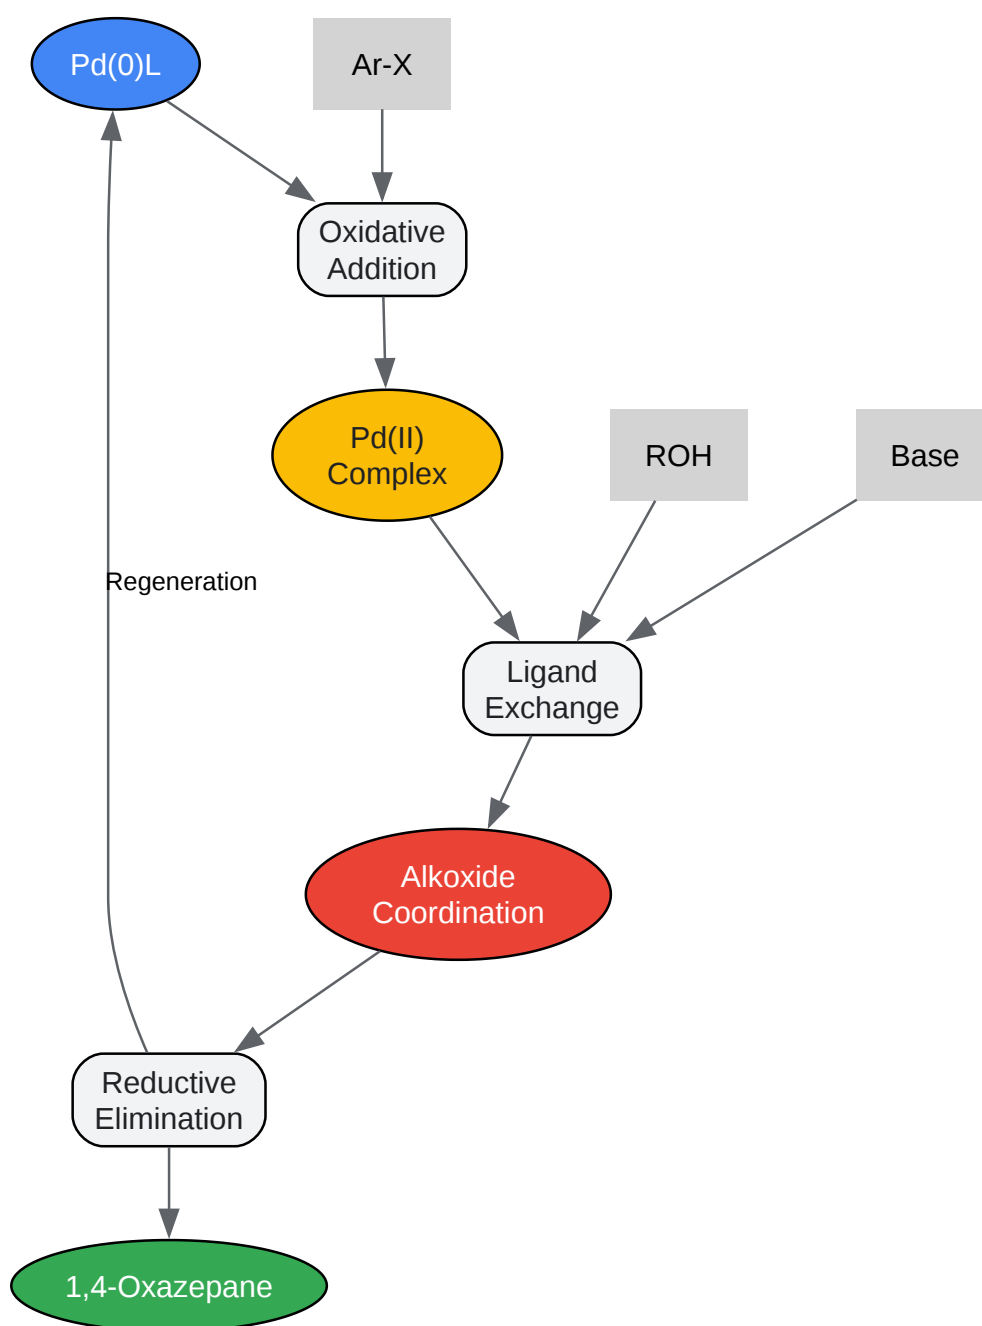 Pd(0)L
Ar-X
Oxidative
Addition
Pd(II)
Complex
ROH
Base
Regeneration
Ligand
Exchange
Alkoxide
Coordination
Reductive
Elimination
1,4-Oxazepane